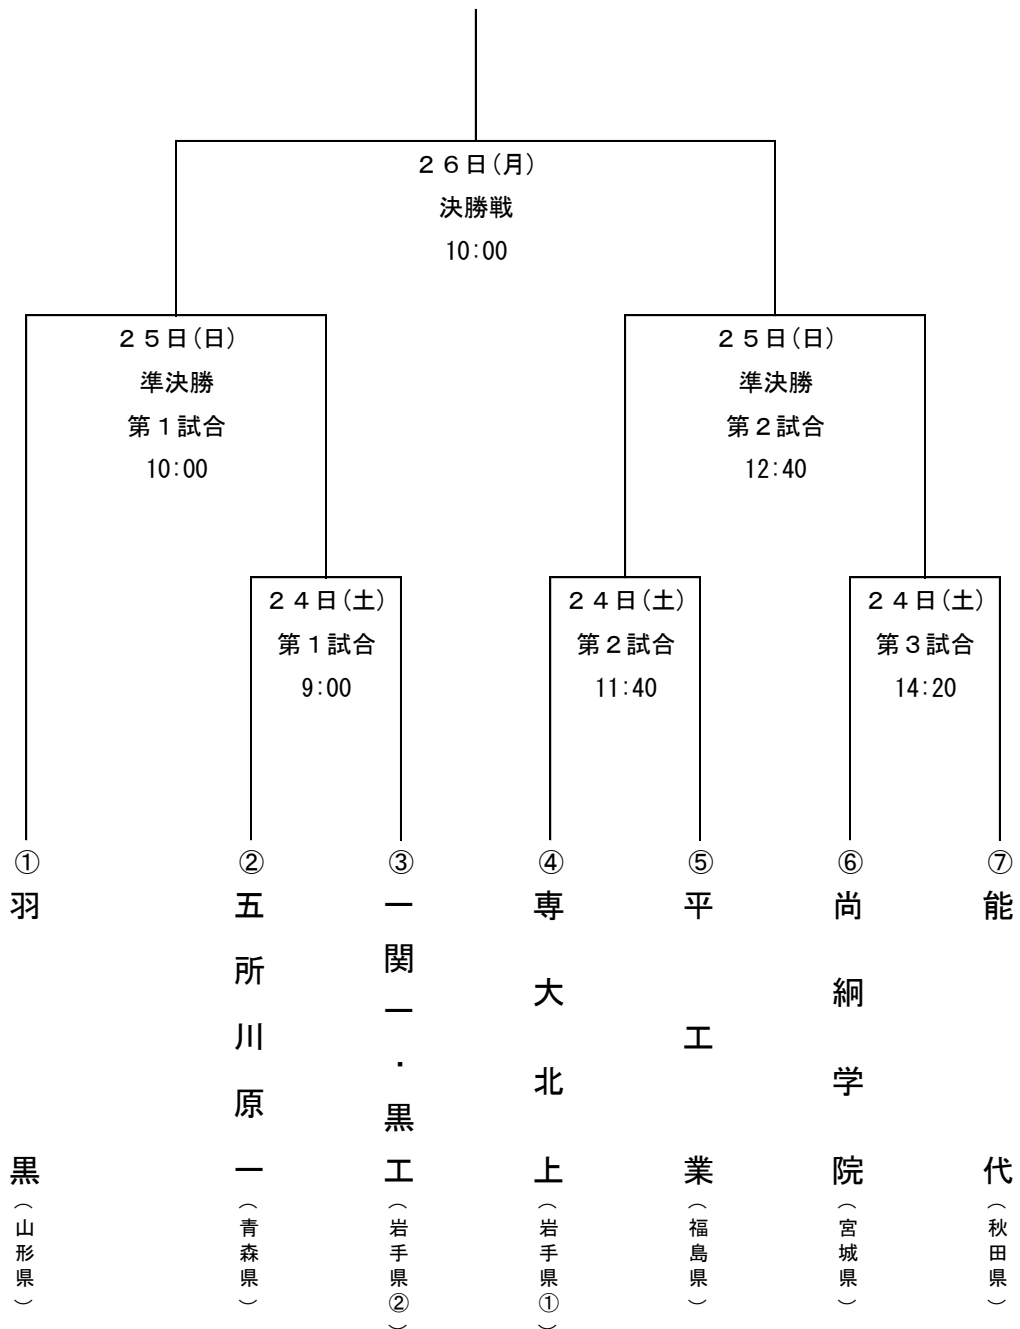 ２６日(月)
決勝戦
10:00
２５日(日)
準決勝
第１試合
10:00
２５日(日)
準決勝
第２試合
12:40
２４日(土)
第１試合
9:00
２４日(土)
第２試合
11:40
２４日(土)
第３試合
14:20
①
羽黒
（山形県）
②
五所川原一
（青森県）
③
一関一・黒工
（岩手県②）
④
専大北上
（岩手県①）
⑤
平工業
（福島県）
⑥
尚絅学院
（宮城県）
⑦
能代
（秋田県）